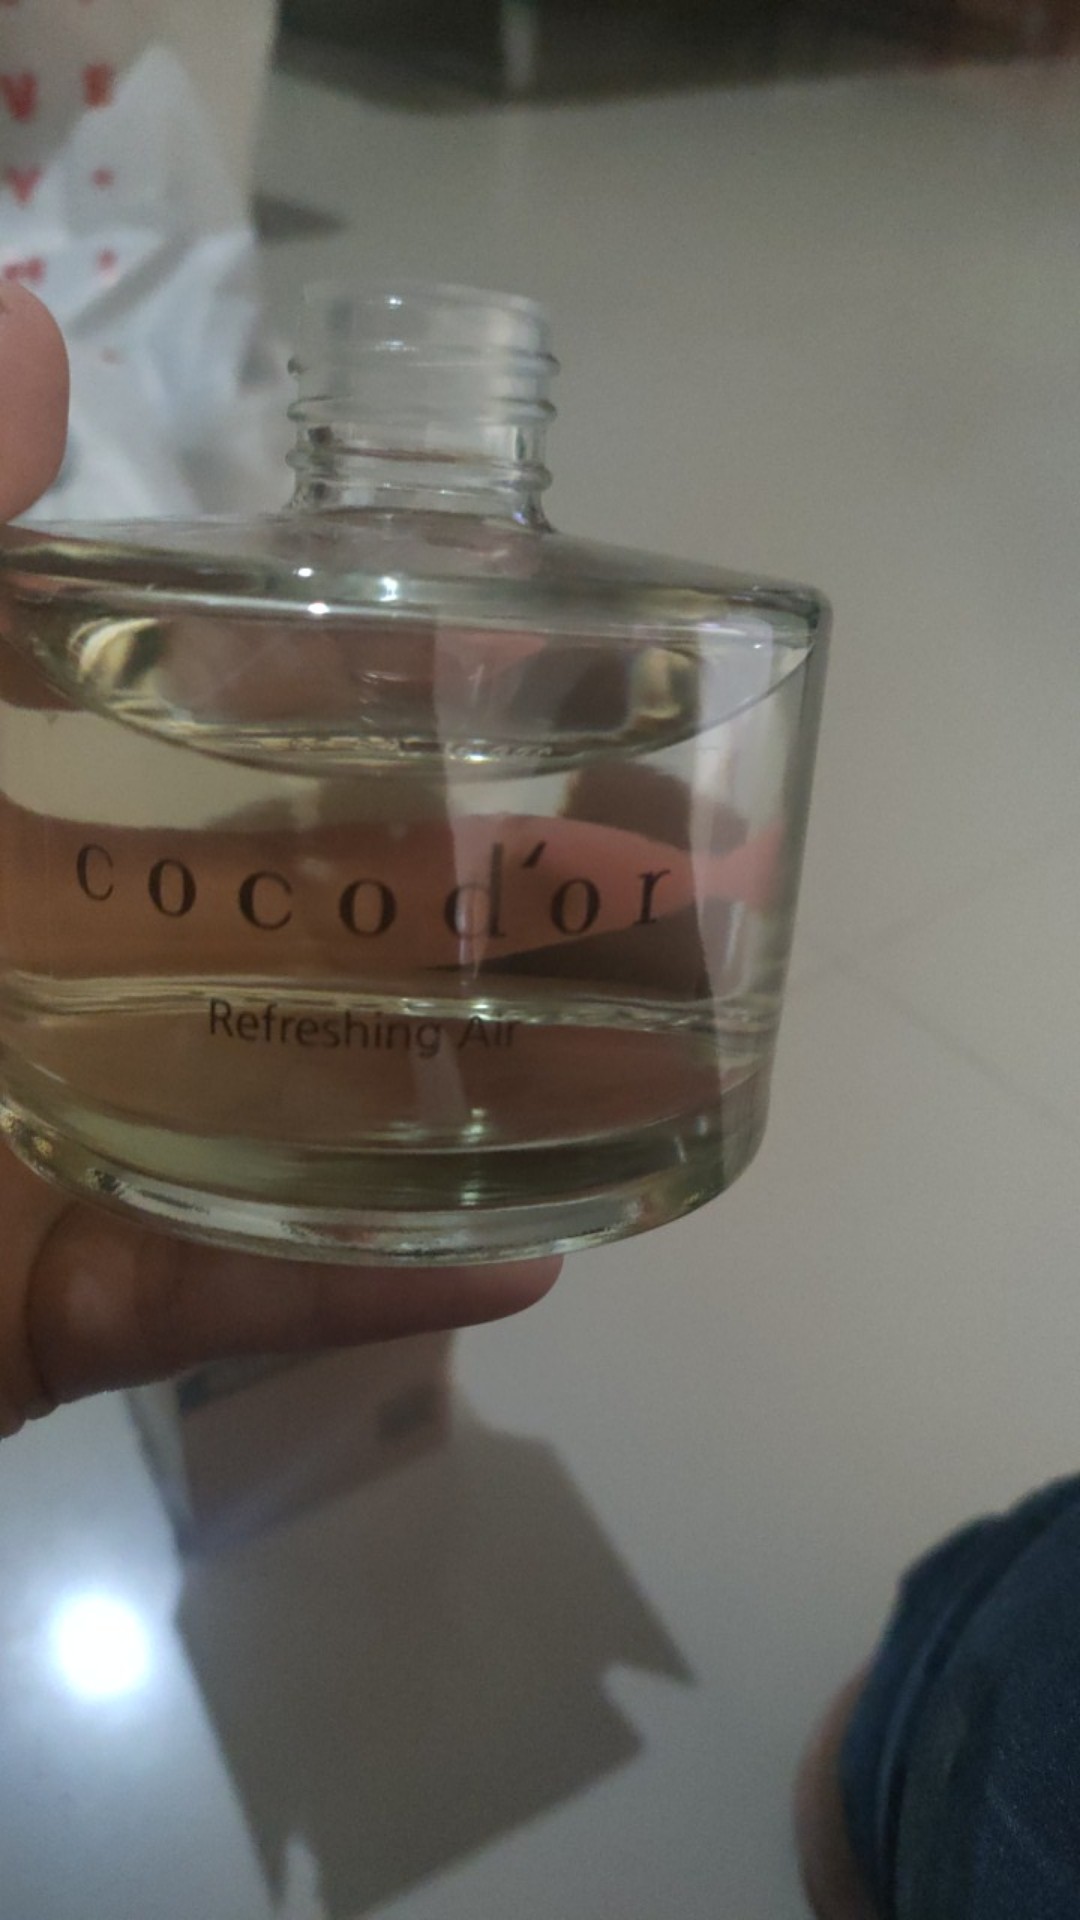 V E
V
cocod'or
Refreshing Air